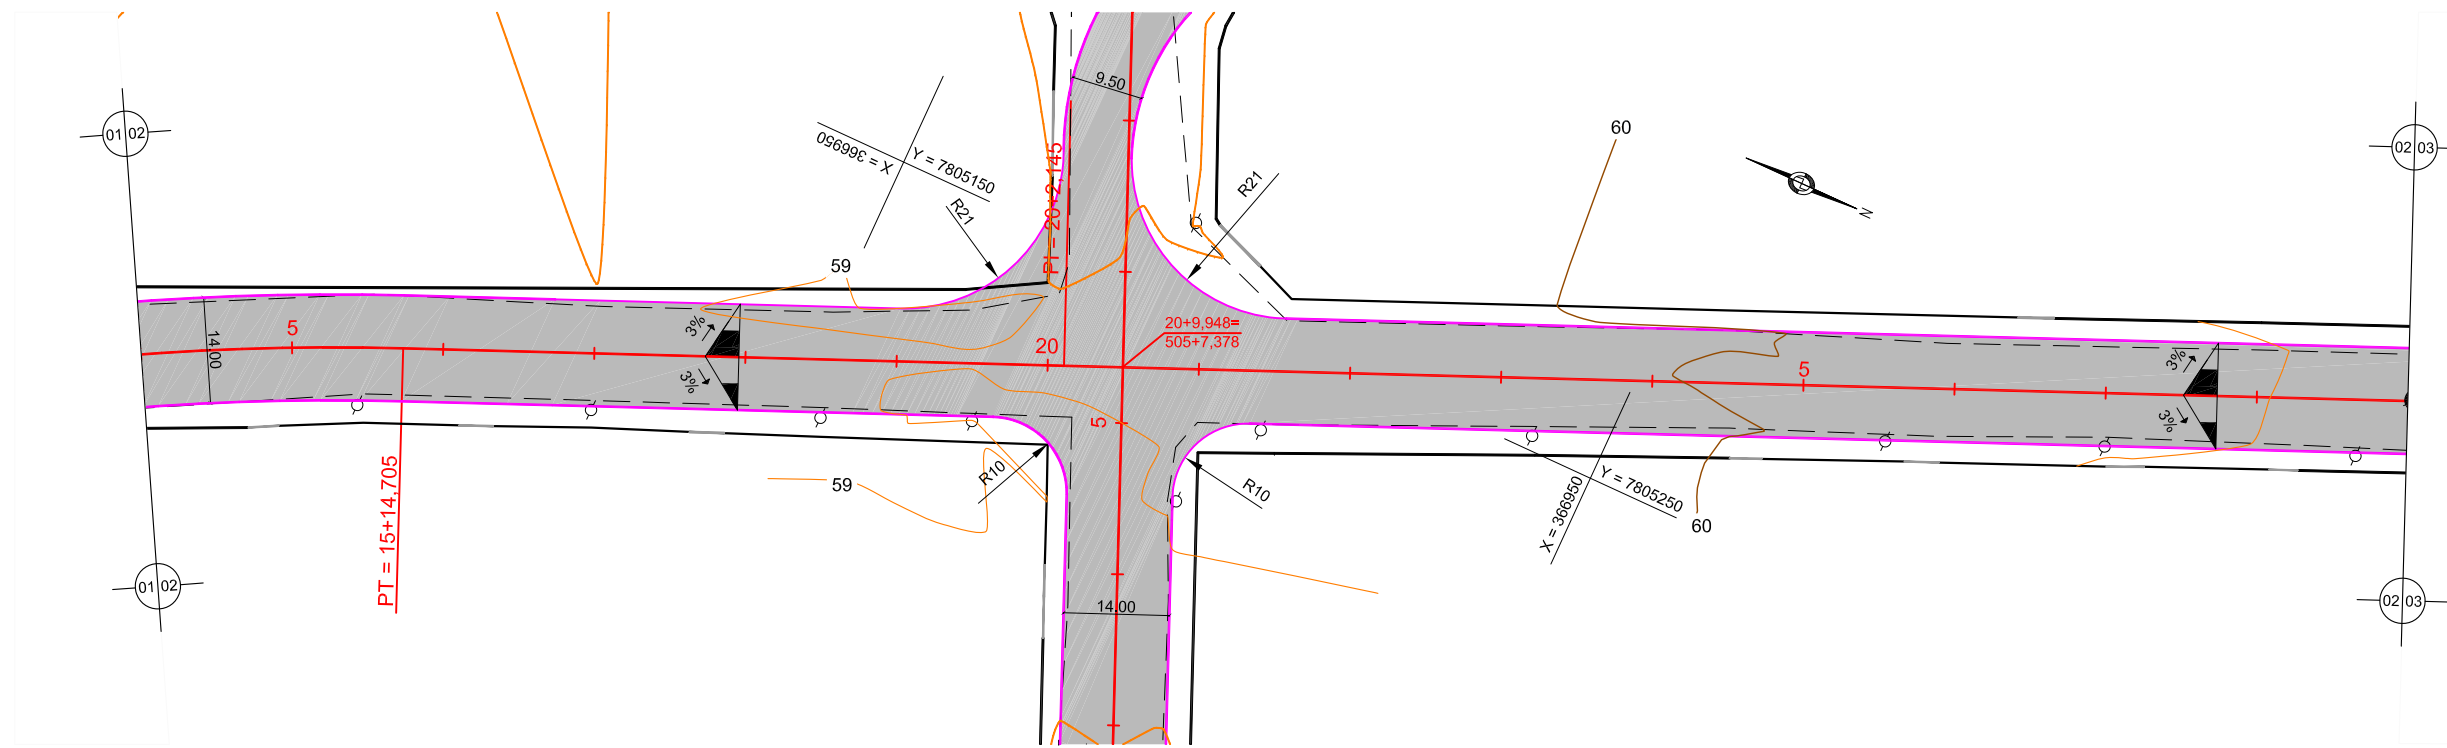 01 02
9.50
60
02 03
Y = 7805150
X = 366950
R21
R21
PI = 20+2,145
N
59
14.00
5
3%
3%
20
20+9,948=
505+7,378
5
3%
3%
5
R10
R10
59
Y = 7805250
X = 366950
60
PT = 15+14,705
01 02
14.00
02 03